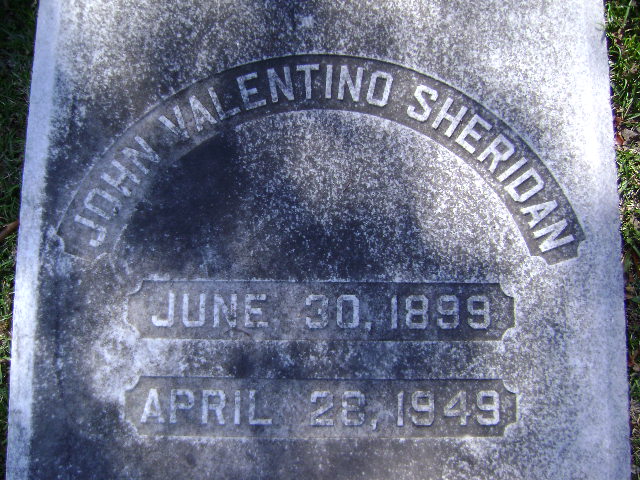 JOHN VALENTINO SHERIDAN
JUNE 30, 1899
APRIL 28, 1949